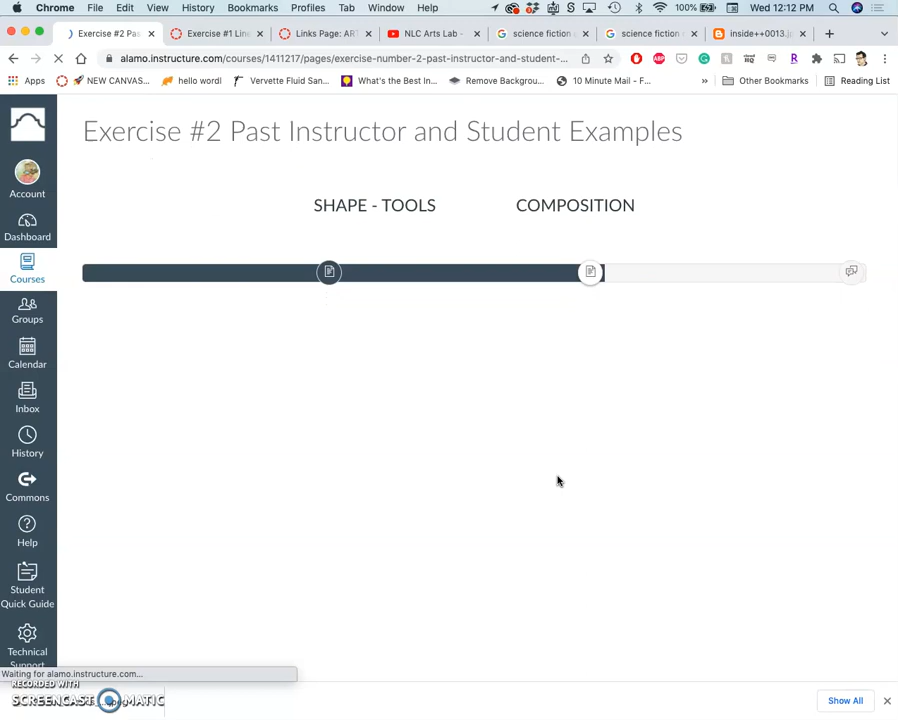 Chrome File Edit View History Bookmarks Profiles Tab Window Help 100% Wed 12:12 PM
Exercise #2 Pa Exercise #1 Lin Links Page: AR NLC Arts Lab - science fiction science fiction inside++0013.j
alamo.instructure.com/courses/1411217/pages/exercise-number-2-past-instructor-and-student-...
Apps NEW CANVAS... hello word! Vervette Fluid San... What's the Best In... Remove Backgrou... 10 Minute Mail - F... » Other Bookmarks Reading List
Exercise #2 Past Instructor and Student Examples
SHAPE - TOOLS COMPOSITION
Account
Dashboard
Courses
Groups
Calendar
Inbox
History
Commons
Help
Student
Quick Guide
Technical
Support
Waiting for alamo.instructure.com...
RECORDED WITH
SCREENCAST MATIC
Show All